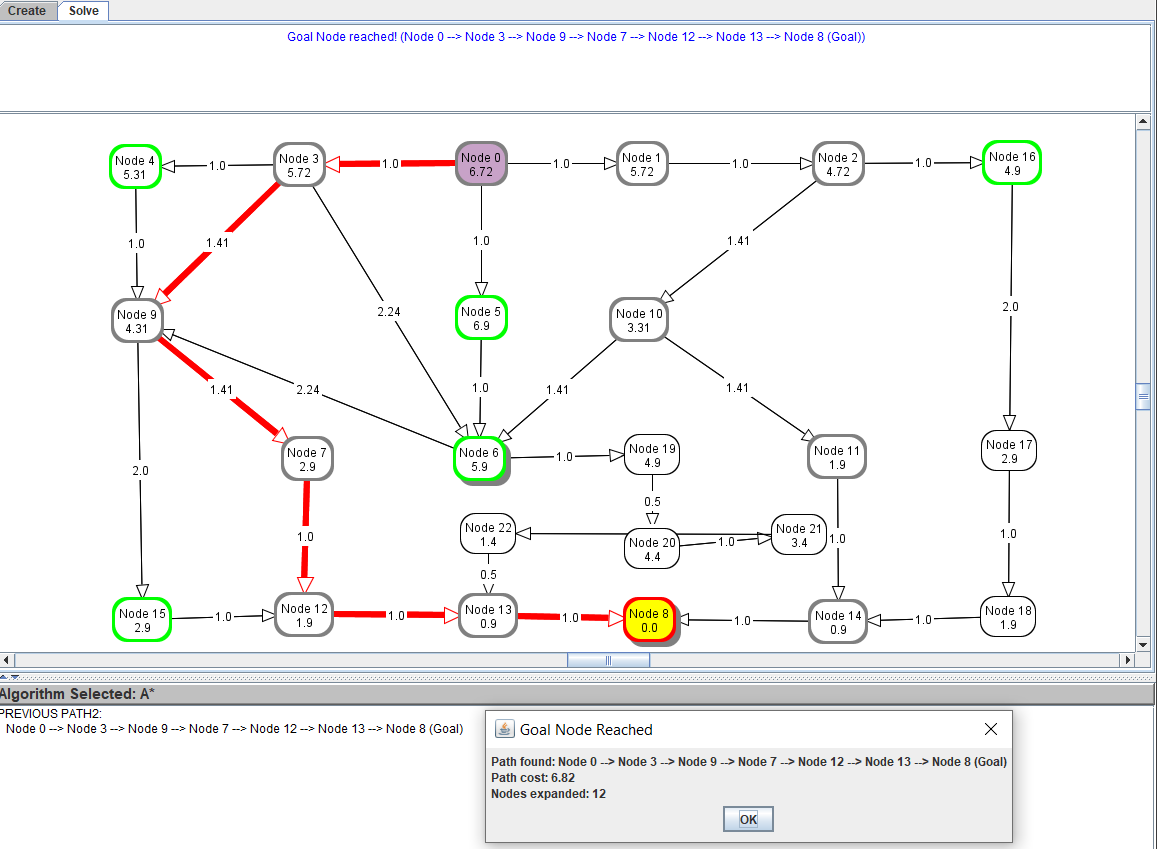 Create Solve
Goal Node reached! (Node 0 --> Node 3 --> Node 9 --> Node 7 --> Node 12 --> Node 13 --> Node 8 (Goal))
Node 4
5.31
1.0
Node 3
5.72
1.0
Node 0
6.72
1.0
Node 1
5.72
1.0
Node 2
4.72
1.0
Node 16
4.9
1.0
1.41
1.0
1.41
2.24
2.0
Node 9
4.31
Node 5
6.9
Node 10
3.31
1.41
2.24
1.0
1.41
1.41
Node 7
2.9
Node 6
5.9
1.0
Node 19
4.9
Node 11
1.9
Node 17
2.9
2.0
0.5
1.0
Node 22
1.4
Node 20
4.4
1.0
Node 21
3.4
1.0
1.0
0.5
Node 15
2.9
1.0
Node 12
1.9
1.0
Node 13
0.9
1.0
Node 8
0.0
1.0
Node 14
0.9
1.0
Node 18
1.9
Algorithm Selected: A*
PREVIOUS PATH2:
Node 0 --> Node 3 --> Node 9 --> Node 7 --> Node 12 --> Node 13 --> Node 8 (Goal)
Goal Node Reached
Path found: Node 0 --> Node 3 --> Node 9 --> Node 7 --> Node 12 --> Node 13 --> Node 8 (Goal)
Path cost: 6.82
Nodes expanded: 12
OK